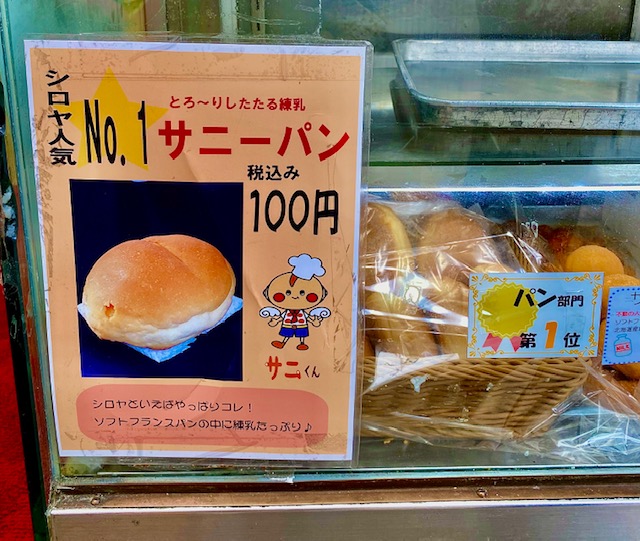 シロヤ人気
No.1
とろ～りしたたる練乳
サニーパン
税込み
100円
サニくん
シロヤといえばやっぱりコレ!
ソフトフランスパンの中に練乳たっぷり♪
パン部門
第1位